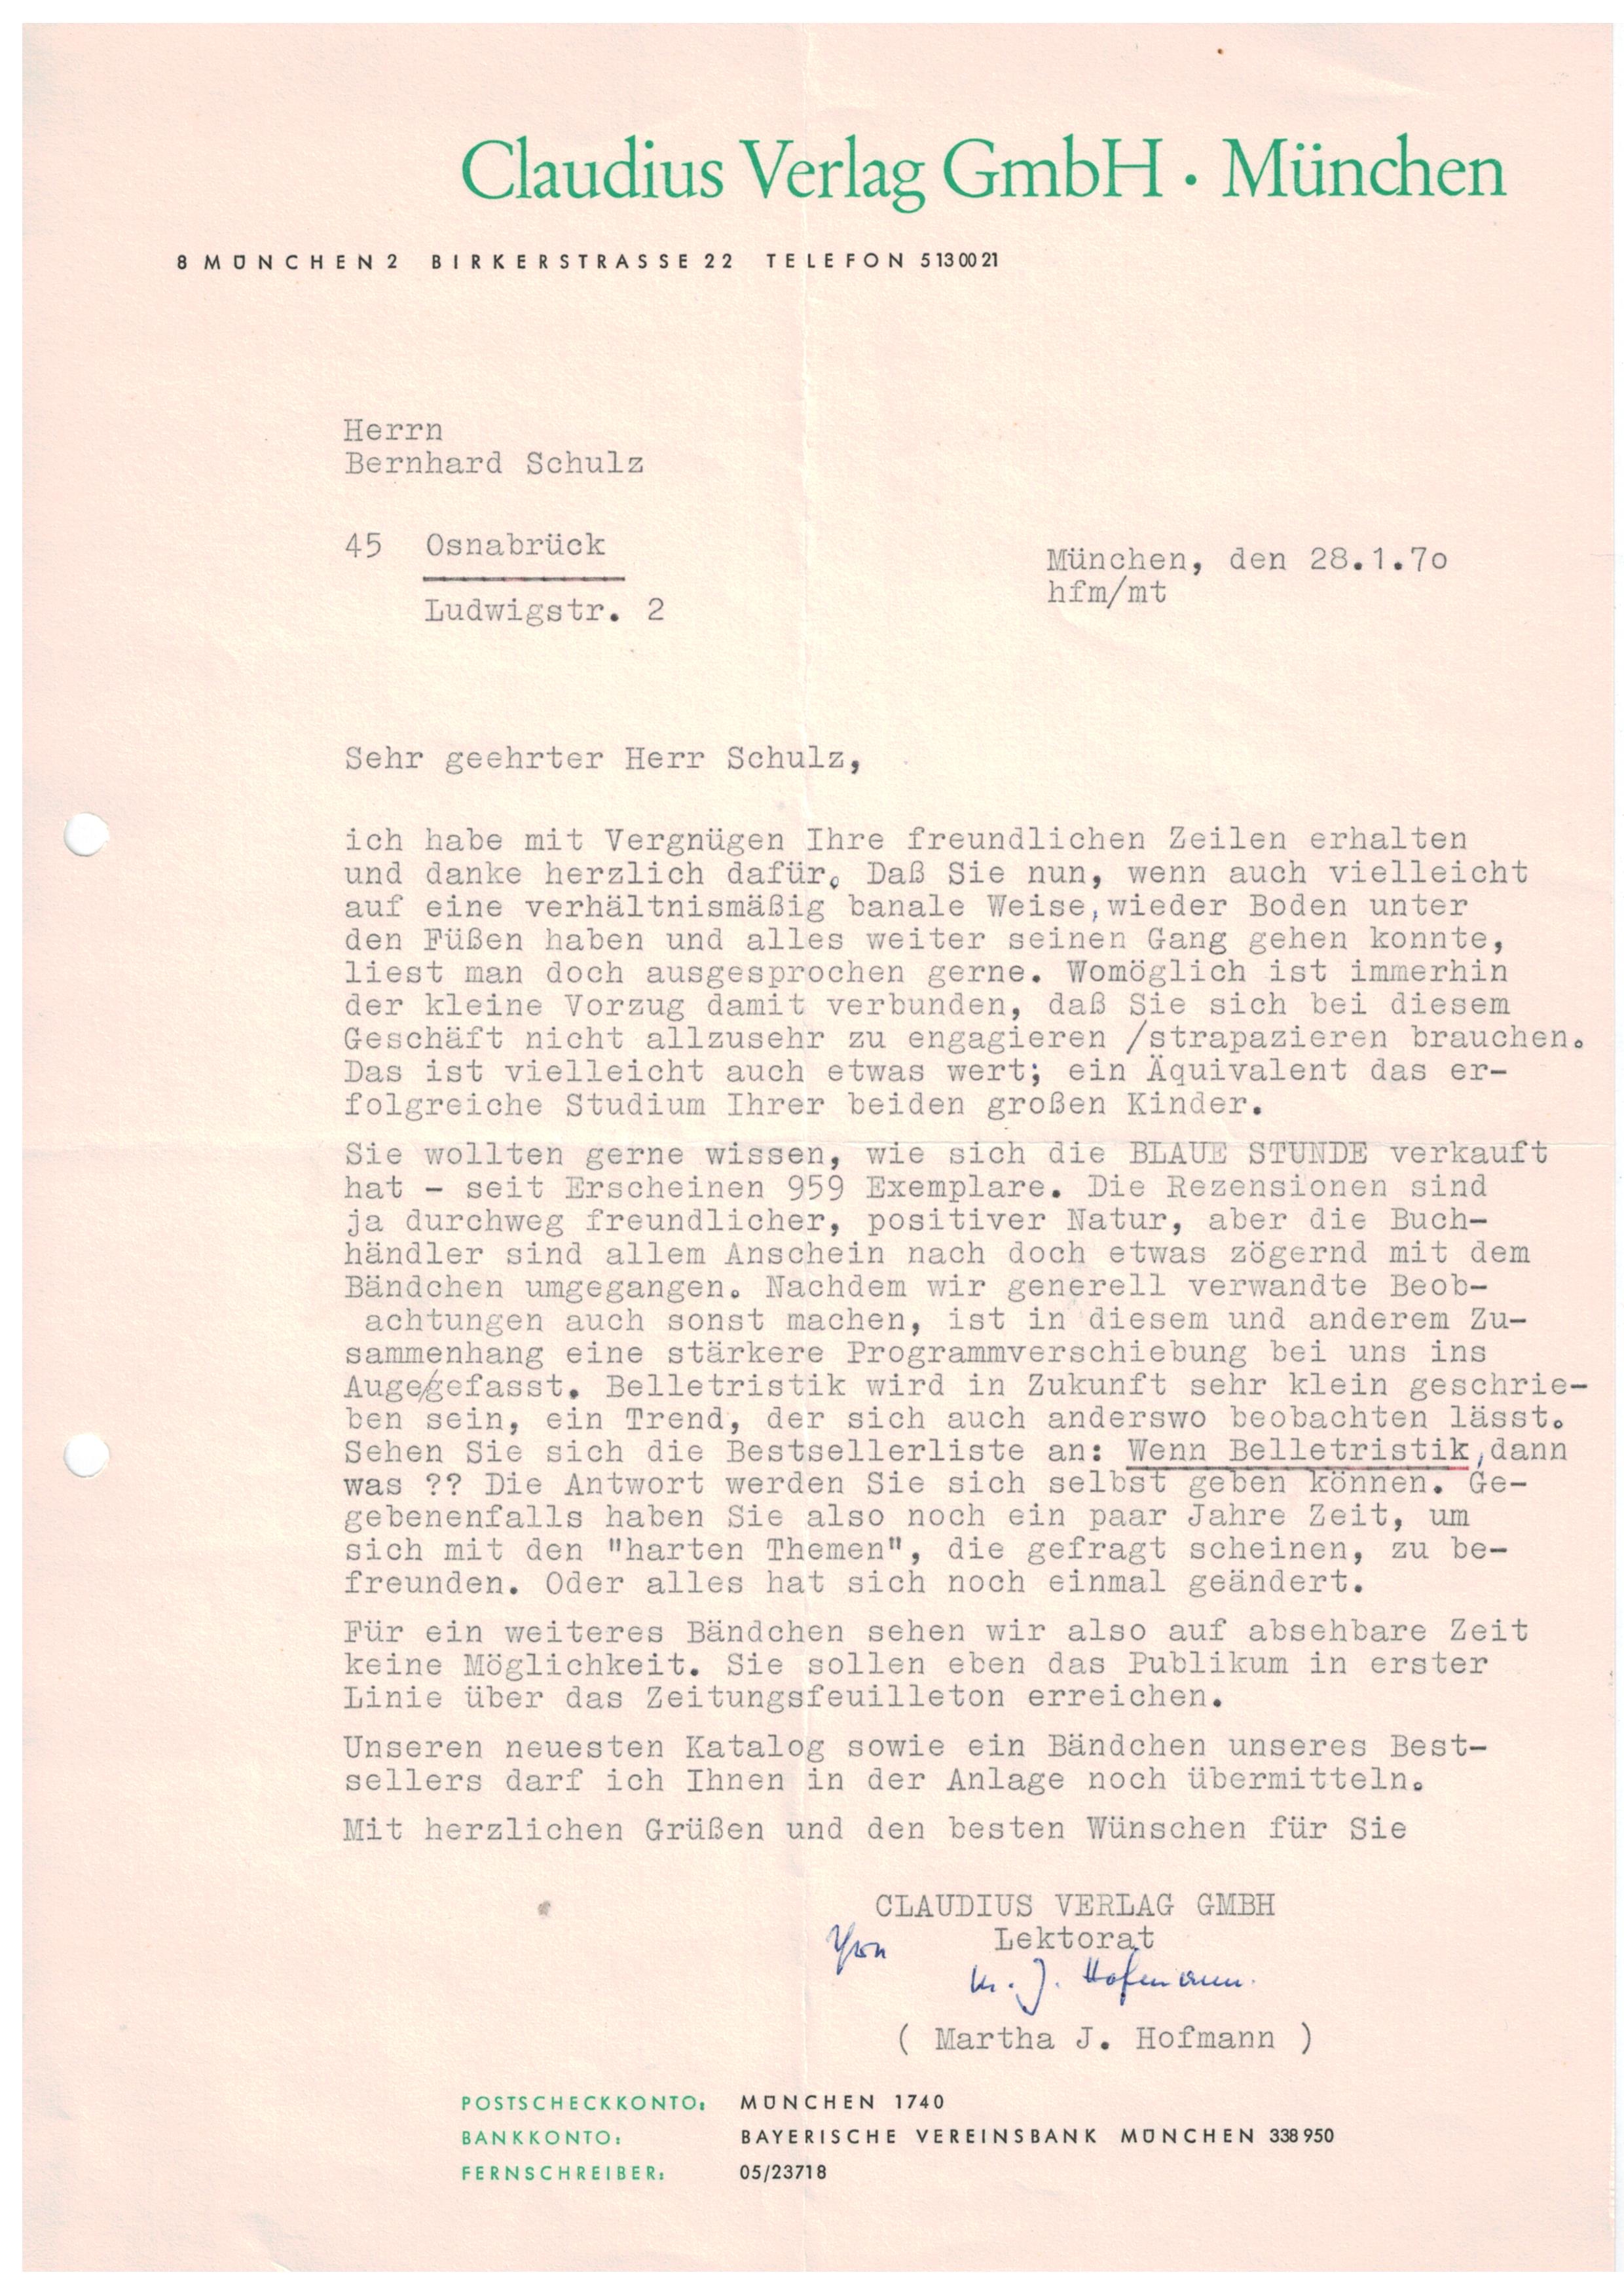 Claudius Verlag GmbH · München
8 MÜNCHEN 2 BIRKERSTRASSE 22 TELEFON 5 13 00 21
Herrn
Bernhard Schulz
45 Osnabrück
Ludwigstr. 2
München, den 28.1.7o
hfm/mt
Sehr geehrter Herr Schulz,
ich habe mit Vergnügen Ihre freundlichen Zeilen erhalten
und danke herzlich dafür. Daß Sie nun, wenn auch vielleicht
auf eine verhältnismäßig banale Weise, wieder Boden unter
den Füßen haben und alles weiter seinen Gang gehen konnte,
liest man doch ausgesprochen gerne. Womöglich ist immerhin
der kleine Vorzug damit verbunden, daß Sie sich bei diesem
Geschäft nicht allzusehr zu engagieren /strapazieren brauchen.
Das ist vielleicht auch etwas wert; ein Äquivalent das er-
folgreiche Studium Ihrer beiden großen Kinder.
Sie wollten gerne wissen, wie sich die BLAUE STUNDE verkauft
hat - seit Erscheinen 959 Exemplare. Die Rezensionen sind
ja durchweg freundlicher, positiver Natur, aber die Buch-
händler sind allem Anschein nach doch etwas zögernd mit dem
Bändchen umgegangen. Nachdem wir generell verwandte Beob-
achtungen auch sonst machen, ist in diesem und anderem Zu-
sammenhang eine stärkere Programmverschiebung bei uns ins
Auge/gefasst. Belletristik wird in Zukunft sehr klein geschrie-
ben sein, ein Trend, der sich auch anderswo beobachten lässt.
Sehen Sie sich die Bestsellerliste an: Wenn Belletristik, dann
was ?? Die Antwort werden Sie sich selbst geben können. Ge-
gebenenfalls haben Sie also noch ein paar Jahre Zeit, um
sich mit den "harten Themen", die gefragt scheinen, zu be-
freunden. Oder alles hat sich noch einmal geändert.
Für ein weiteres Bändchen sehen wir also auf absehbare Zeit
keine Möglichkeit. Sie sollen eben das Publikum in erster
Linie über das Zeitungsfeuilleton erreichen.
Unseren neuesten Katalog sowie ein Bändchen unseres Best-
sellers darf ich Ihnen in der Anlage noch übermitteln.
Mit herzlichen Grüßen und den besten Wünschen für Sie
CLAUDIUS VERLAG GMBH
Lektorat
M. J. Hofmann.
( Martha J. Hofmann )
POSTSCHECKKONTO: MÜNCHEN 1740
BANKKONTO: BAYERISCHE VEREINSBANK MÜNCHEN 338 950
FERNSCHREIBER: 05/23718